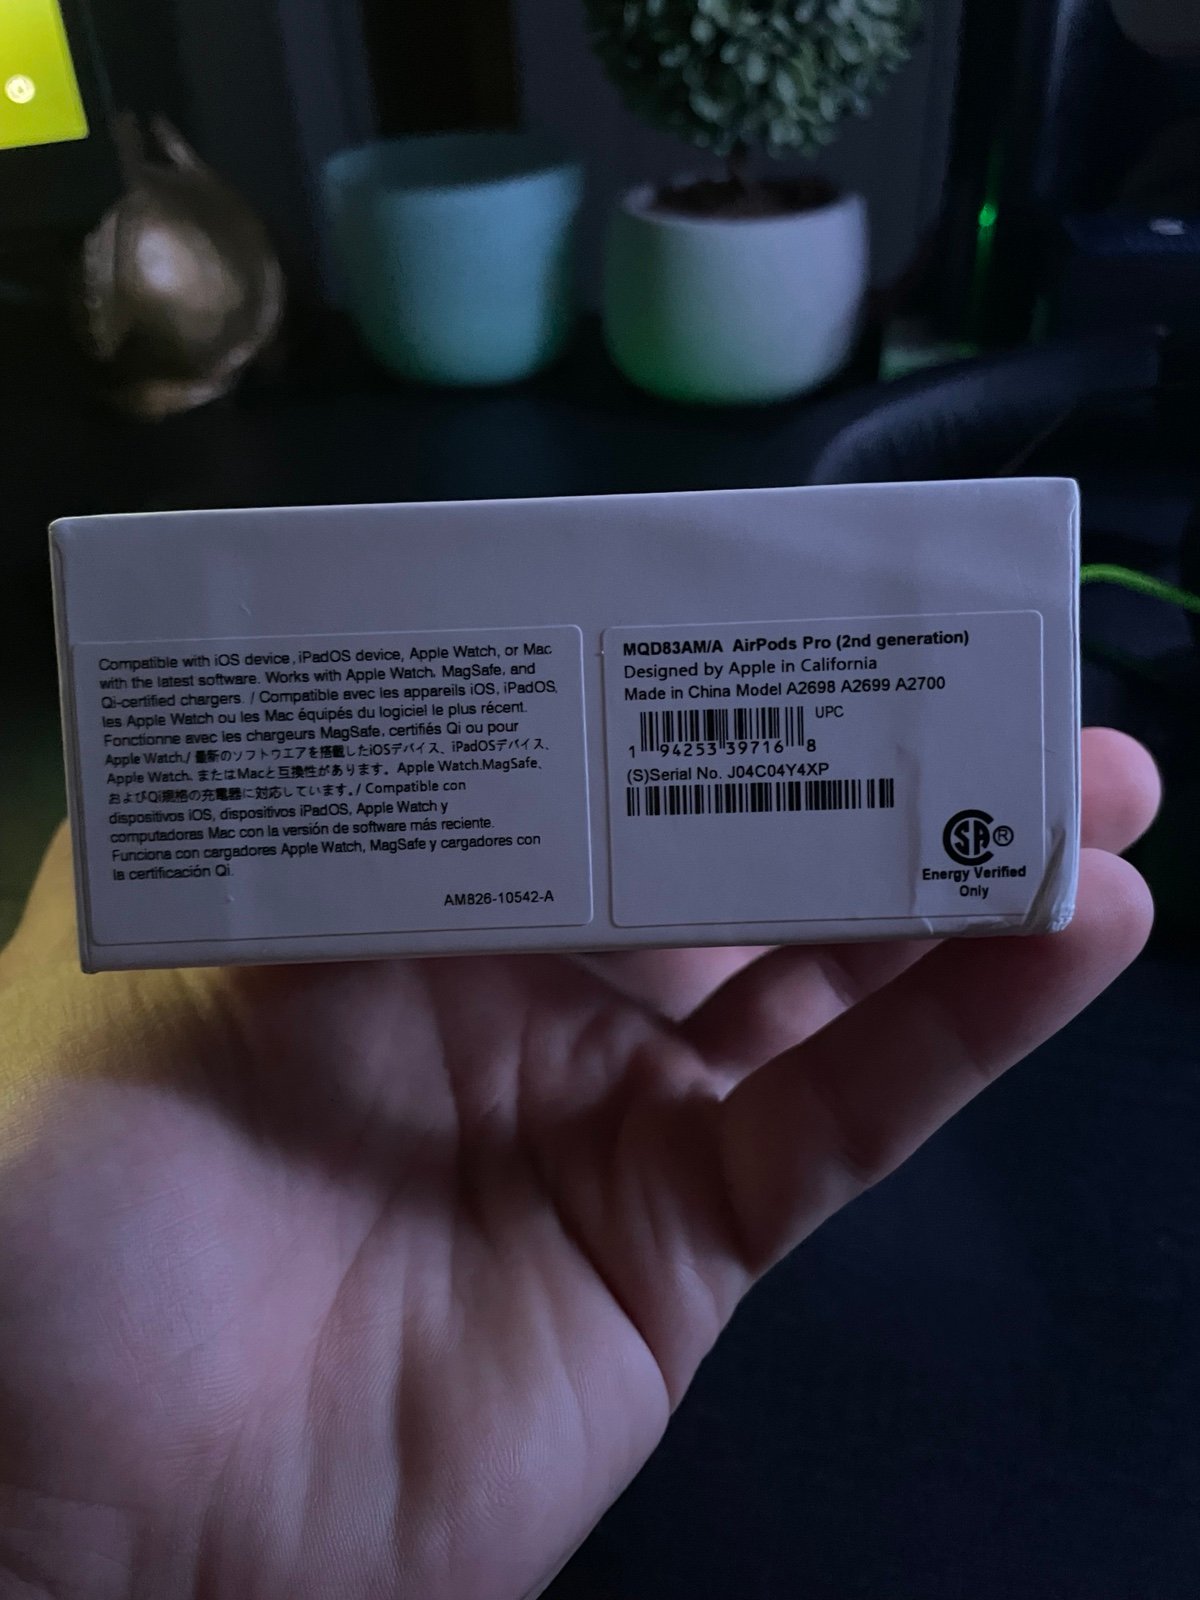 Compatible with iOS device, iPadOS device, Apple Watch, or Mac
with the latest software. Works with Apple Watch, MagSafe, and
Qi-certified chargers. / Compatible avec les appareils iOS, iPadOS,
les Apple Watch ou les Mac équipés du logiciel le plus récent.
Fonctionne avec les chargeurs MagSafe, certifiés Qi ou pour
Apple Watch./ 最新のソフトウエアを搭載したiOSデバイス、iPadOSデバイス、
Apple Watch、またはMacと互換性があります。Apple Watch.MagSafe、
およびQi規格の充電器に対応しています。/ Compatible con
dispositivos iOS, dispositivos iPadOS, Apple Watch y
computadoras Mac con la versión de software más reciente.
Funciona con cargadores Apple Watch, MagSafe y cargadores con
la certificación Qi.
AM826-10542-A
MQD83AM/A AirPods Pro (2nd generation)
Designed by Apple in California
Made in China Model A2698 A2699 A2700
UPC
1 94253 39716 8
(S)Serial No. J04C04Y4XP
SA ®
Energy Verified
Only